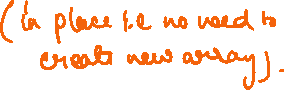 (In place i.e no need to
create new array).